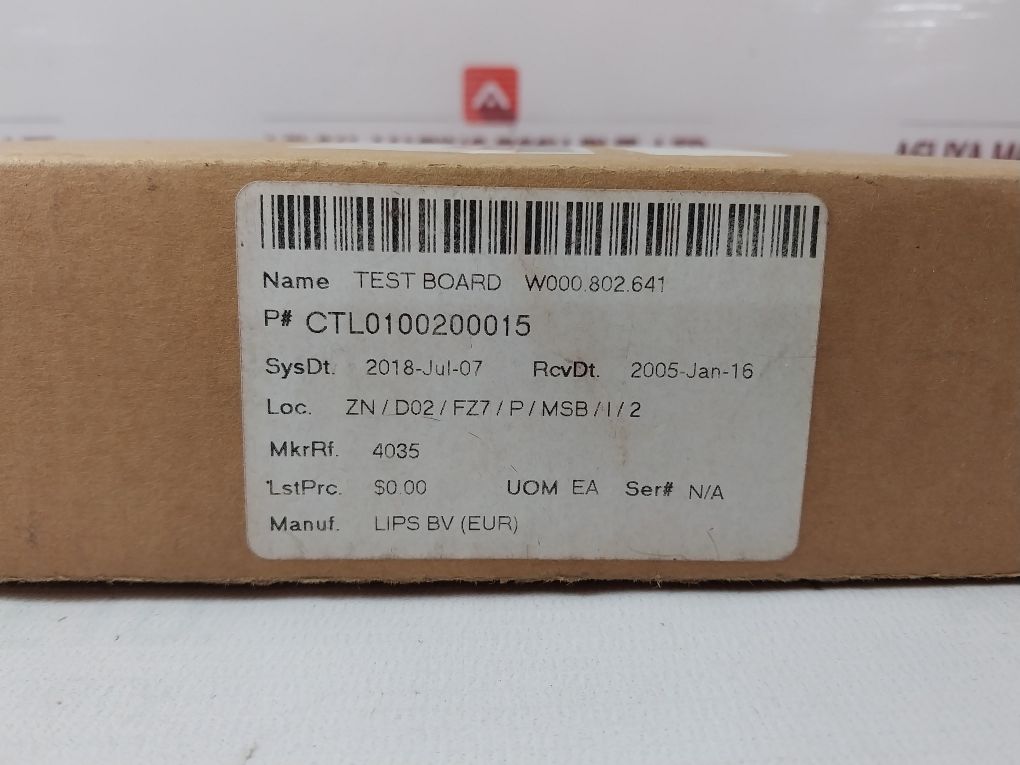 Name TEST BOARD W000.802.641
P# CTL0100200015
SysDt. 2018-Jul-07 RcvDt. 2005-Jan-16
Loc. ZN / D02 / FZ7 / P / MSB / I / 2
MkrRf. 4035
LstPrc. $0.00 UOM EA Ser# N/A
Manuf. LIPS BV (EUR)